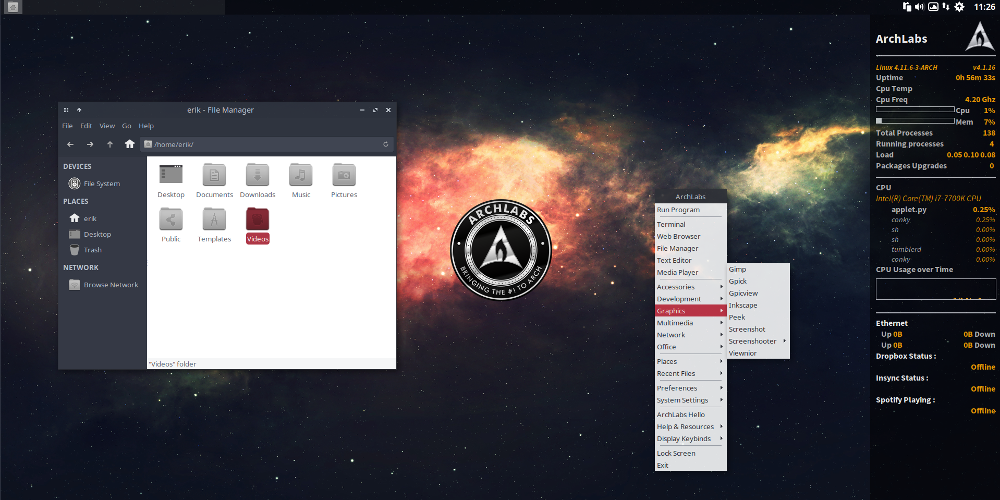 11:26
erik - File Manager
File Edit View Go Help
/home/erik/
DEVICES
File System
PLACES
erik
Desktop
Trash
NETWORK
Browse Network
Desktop Documents Downloads Music Pictures
Public Templates Videos
"Videos" folder
ARCHLABS
BRINGING THE #! TO ARCH
ArchLabs
Run Program
Terminal
Web Browser
File Manager
Text Editor
Media Player
Accessories
Development
Graphics
Multimedia
Network
Office
Places
Recent Files
Preferences
System Settings
ArchLabs Hello
Help & Resources
Display Keybinds
Lock Screen
Exit
Gimp
Gpick
Gpicview
Inkscape
Peek
Screenshot
Screenshooter
Viewnior
ArchLabs
Linux 4.11.6-3-ARCH v4.1.16
Uptime 0h 56m 33s
Cpu Temp
Cpu Freq 4.20 Ghz
Cpu 1%
Mem 7%
Total Processes 138
Running processes 4
Load 0.05 0.10 0.08
Packages Upgrades 0
CPU
Intel(R) Core(TM) i7-7700K CPU
applet.py 0.25%
conky 0.25%
sh 0.00%
sh 0.00%
tumblerd 0.00%
conky 0.00%
CPU Usage over Time
Ethernet
Up 0B 0B Down
Up 0B 0B Down
Dropbox Status :
Offline
Insync Status :
Offline
Spotify Playing :
Offline